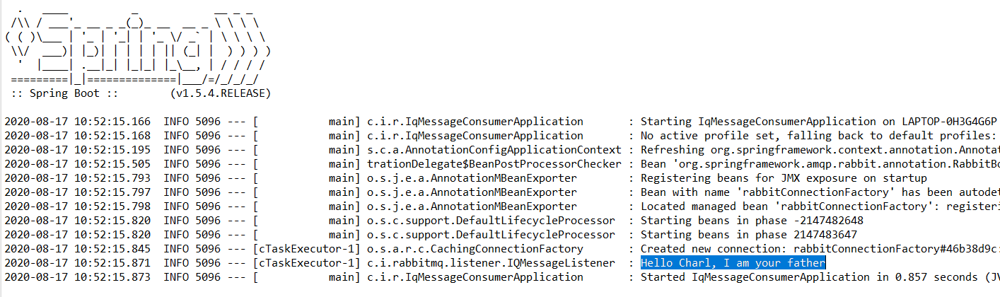 .   ____          _            __ _ _
 /\\ / ___'_ __ _ _(_)_ __  __ _ \ \ \ \
( ( )\___ | '_ | '_| | '_ \/ _` | \ \ \ \
 \\/  ___)| |_)| | | | | || (_| |  ) ) ) )
  '  |____| .__|_| |_|_| |_\__, | / / / /
 =========|_|==============|___/=/_/_/_/
 :: Spring Boot ::        (v1.5.4.RELEASE)
2020-08-17 10:52:15.166  INFO 5096 --- [           main] c.i.r.IqMessageConsumerApplication       : Starting IqMessageConsumerApplication on LAPTOP-0H3G4G6P
2020-08-17 10:52:15.168  INFO 5096 --- [           main] c.i.r.IqMessageConsumerApplication       : No active profile set, falling back to default profiles:
2020-08-17 10:52:15.195  INFO 5096 --- [           main] s.c.a.AnnotationConfigApplicationContext : Refreshing org.springframework.context.annotation.Annotat
2020-08-17 10:52:15.505  INFO 5096 --- [           main] trationDelegate$BeanPostProcessorChecker : Bean 'org.springframework.amqp.rabbit.annotation.RabbitBo
2020-08-17 10:52:15.793  INFO 5096 --- [           main] o.s.j.e.a.AnnotationMBeanExporter        : Registering beans for JMX exposure on startup
2020-08-17 10:52:15.797  INFO 5096 --- [           main] o.s.j.e.a.AnnotationMBeanExporter        : Bean with name 'rabbitConnectionFactory' has been autodet
2020-08-17 10:52:15.798  INFO 5096 --- [           main] o.s.j.e.a.AnnotationMBeanExporter        : Located managed bean 'rabbitConnectionFactory': registeri
2020-08-17 10:52:15.820  INFO 5096 --- [           main] o.s.c.support.DefaultLifecycleProcessor  : Starting beans in phase -2147482648
2020-08-17 10:52:15.820  INFO 5096 --- [           main] o.s.c.support.DefaultLifecycleProcessor  : Starting beans in phase 2147483647
2020-08-17 10:52:15.845  INFO 5096 --- [cTaskExecutor-1] o.s.a.r.c.CachingConnectionFactory       : Created new connection: rabbitConnectionFactory#46b38d9c:
2020-08-17 10:52:15.871  INFO 5096 --- [cTaskExecutor-1] c.i.rabbitmq.listener.IQMessageListener  : Hello Charl, I am your father
2020-08-17 10:52:15.873  INFO 5096 --- [           main] c.i.r.IqMessageConsumerApplication       : Started IqMessageConsumerApplication in 0.857 seconds (JV